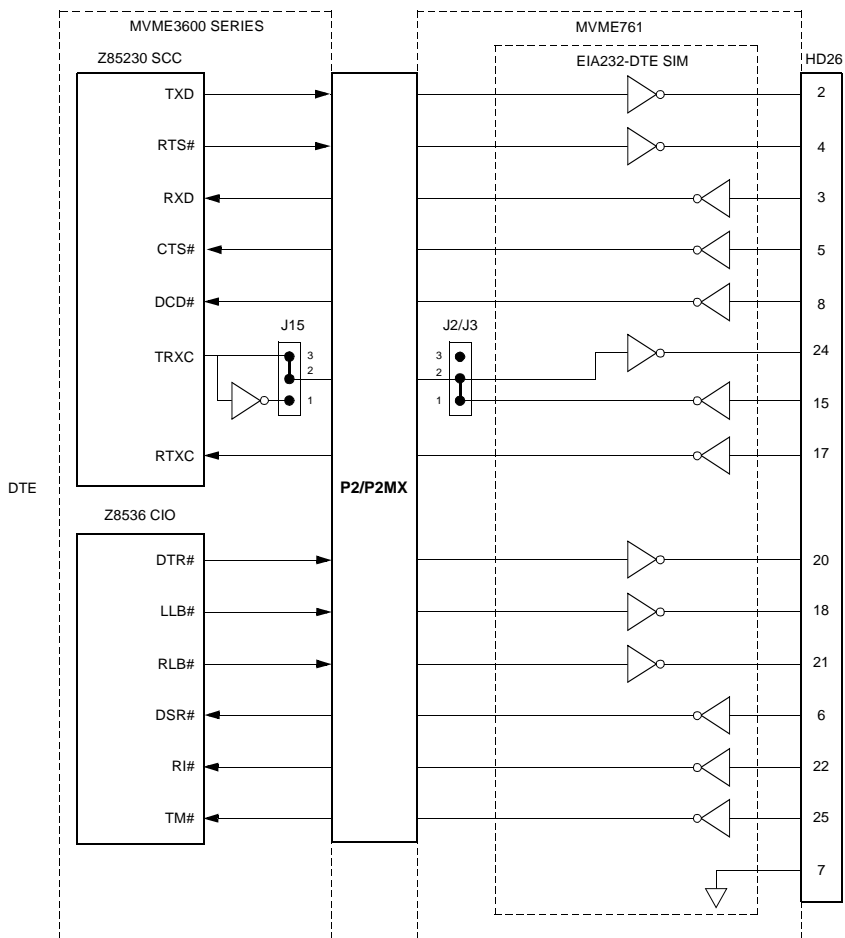 MVME3600 SERIES
MVME761
Z85230 SCC
EIA232-DTE SIM
HD26
TXD
2
RTS#
4
RXD
3
CTS#
5
DCD#
8
J15
J2/J3
TRXC
3
2
1
3
2
1
24
15
RTXC
17
DTE
P2/P2MX
Z8536 CIO
DTR#
20
LLB#
18
RLB#
21
DSR#
6
RI#
22
TM#
25
7